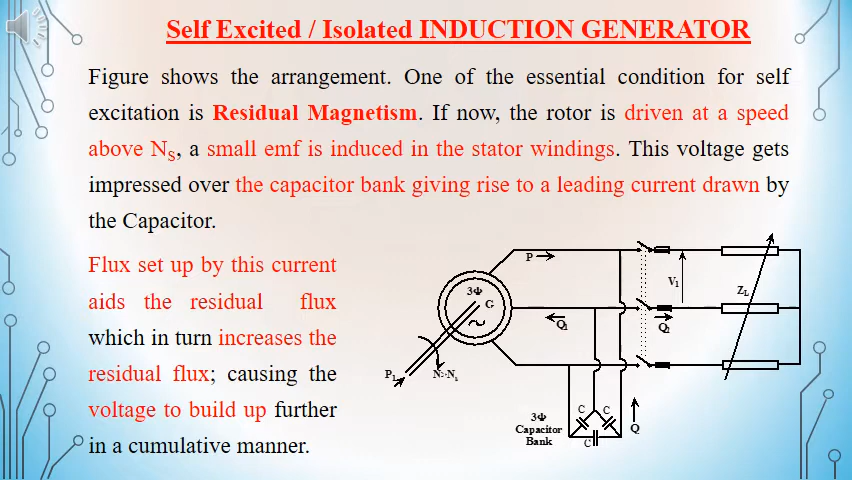 Self Excited / Isolated INDUCTION GENERATOR
Figure shows the arrangement. One of the essential condition for self
excitation is Residual Magnetism. If now, the rotor is driven at a speed
above NS, a small emf is induced in the stator windings. This voltage gets
impressed over the capacitor bank giving rise to a leading current drawn by
the Capacitor.
Flux set up by this current
aids the residual flux
which in turn increases the
residual flux; causing the
voltage to build up further
in a cumulative manner.
P
V1
ZL
3Φ
G
Q1
Q2
N>Ns
3Φ
Capacitor
Bank
C
C
C
Q